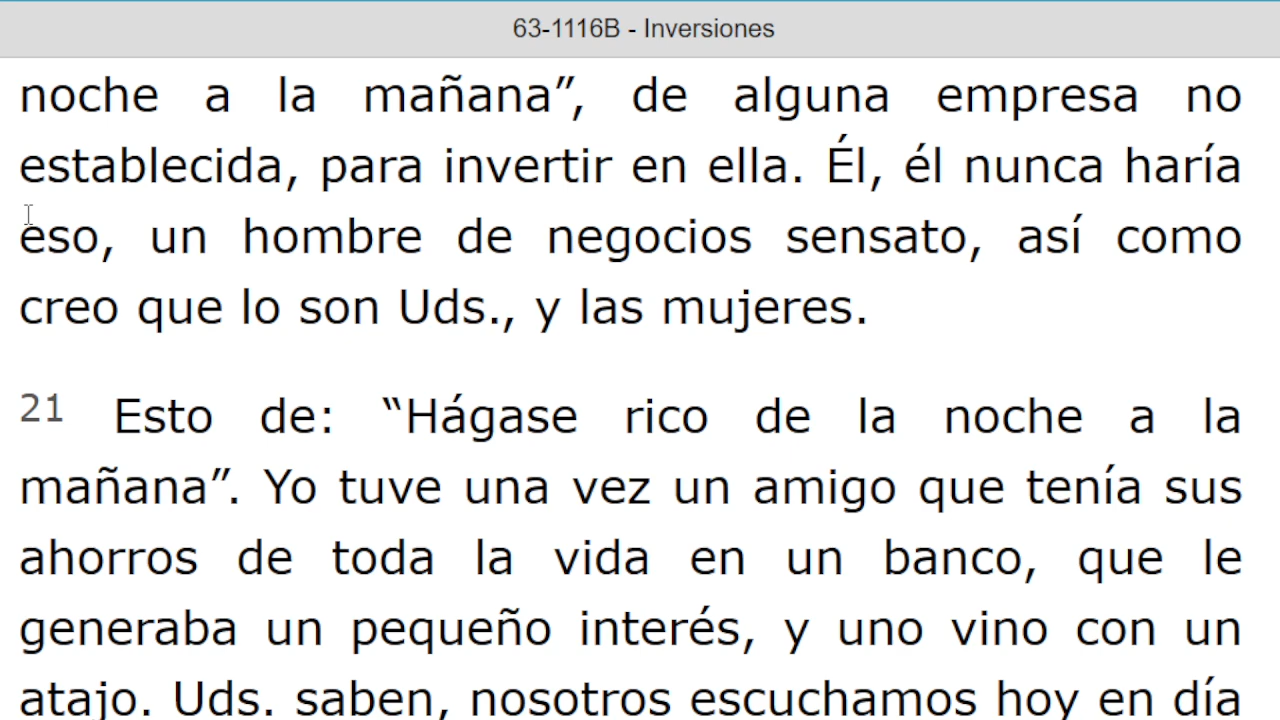 63-1116B - Inversiones
noche a la mañana”, de alguna empresa no
establecida, para invertir en ella. Él, él nunca haría
eso, un hombre de negocios sensato, así como
creo que lo son Uds., y las mujeres.
21 Esto de: “Hágase rico de la noche a la
mañana”. Yo tuve una vez un amigo que tenía sus
ahorros de toda la vida en un banco, que le
generaba un pequeño interés, y uno vino con un
atajo. Uds. saben, nosotros escuchamos hoy en día